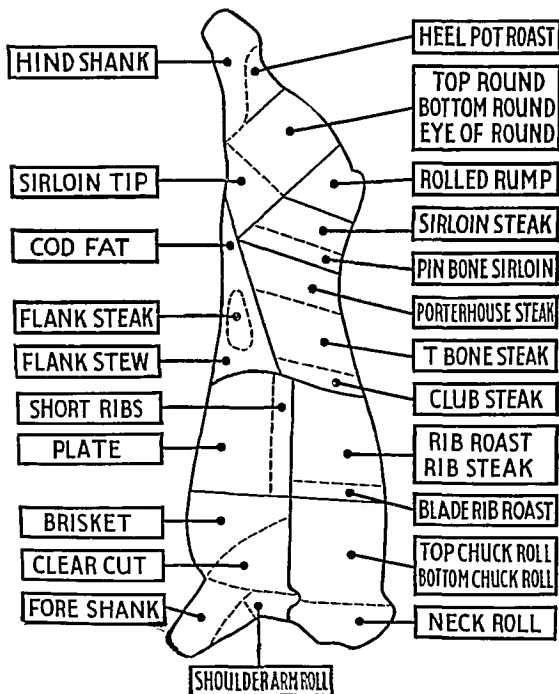 HIND SHANK
SIRLOIN TIP
COD FAT
FLANK STEAK
FLANK STEW
SHORT RIBS
PLATE
BRISKET
CLEAR CUT
FORE SHANK
SHOULDER ARM ROLL
HEEL POT ROAST
TOP ROUND
BOTTOM ROUND
EYE OF ROUND
ROLLED RUMP
SIRLOIN STEAK
PIN BONE SIRLOIN
PORTERHOUSE STEAK
T BONE STEAK
CLUB STEAK
RIB ROAST
RIB STEAK
BLADE RIB ROAST
TOP CHUCK ROLL
BOTTOM CHUCK ROLL
NECK ROLL